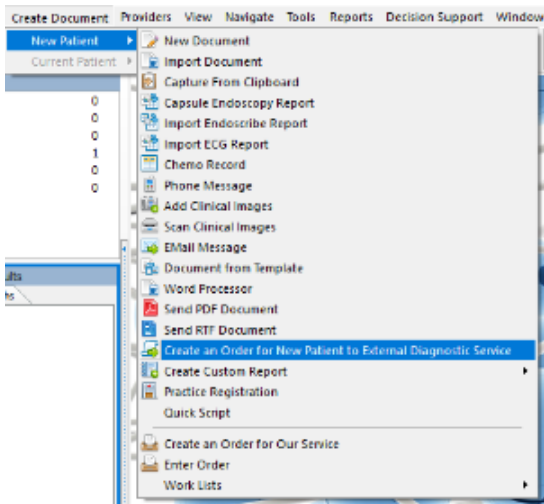 Create Document Providers View Navigate Tools Reports Decision Support Window
New Patient
Current Patient
New Document
Import Document
Capture From Clipboard
Capsule Endoscopy Report
Import Endoscribe Report
Import ECG Report
Chemo Record
Phone Message
Add Clinical Images
Scan Clinical Images
EMail Message
Document from Template
Word Processor
Send PDF Document
Send RTF Document
Create an Order for New Patient to External Diagnostic Service
Create Custom Report
Practice Registration
Quick Script
Create an Order for Our Service
Enter Order
Work Lists
0
0
0
1
0
0